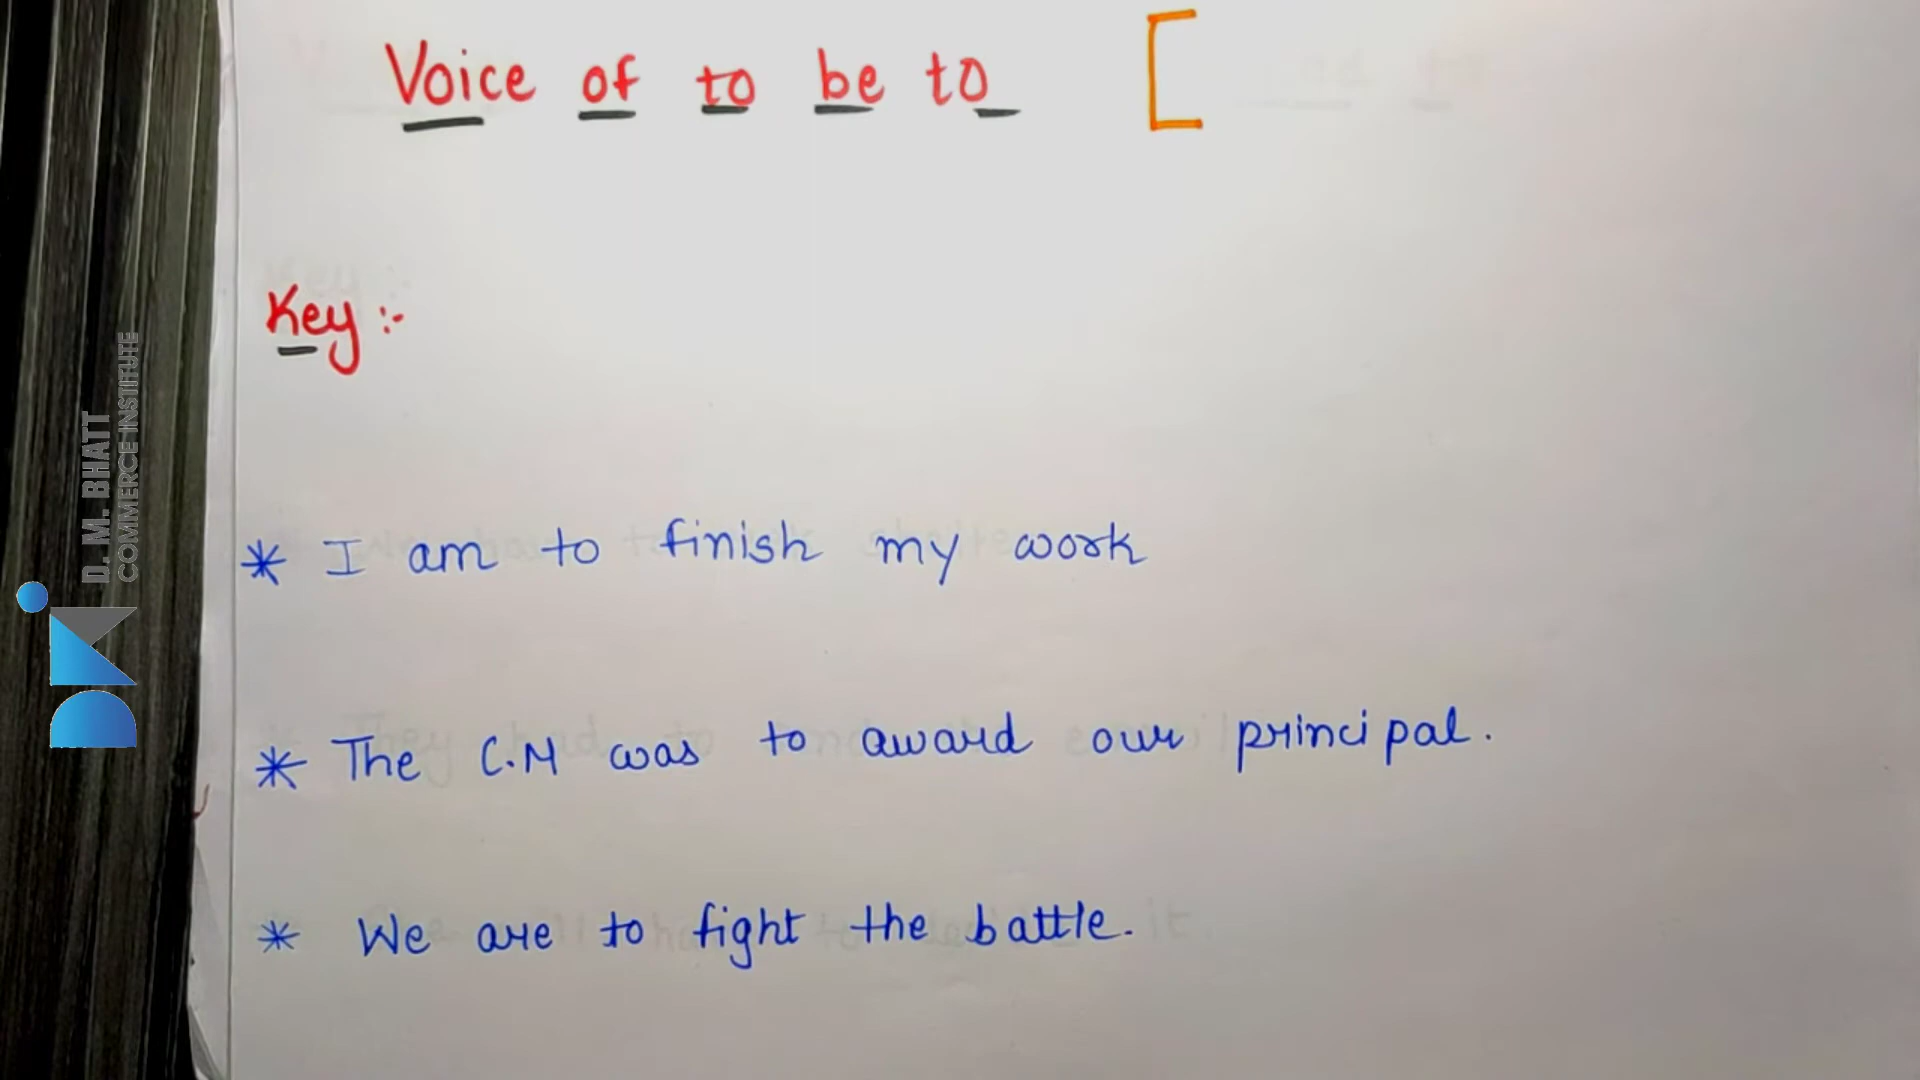 Voice of to be to [
Key :-
* I am to finish my work
* The C.M was to award our principal.
* We are to fight the battle.
D. M. BHATT
COMMERCE INSTITUTE